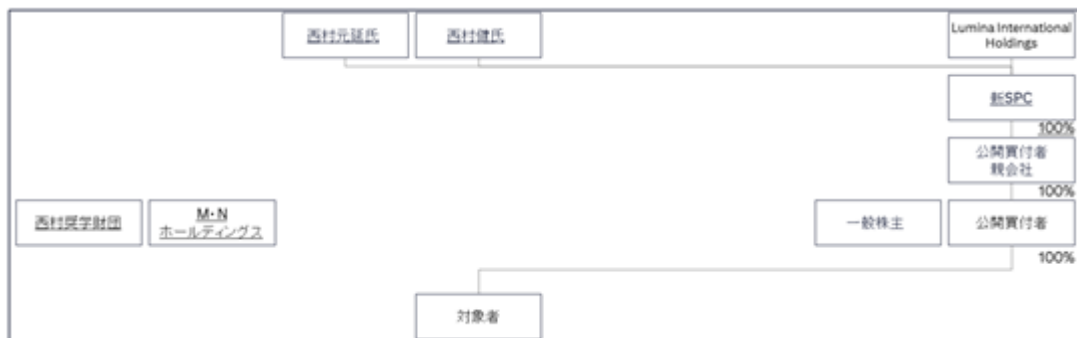 西村元延氏
西村健氏
Lumina International
Holdings
新SPC
100%
公開買付者
親会社
100%
西村奨学財団
M・N
ホールディングス
一般株主
公開買付者
100%
対象者